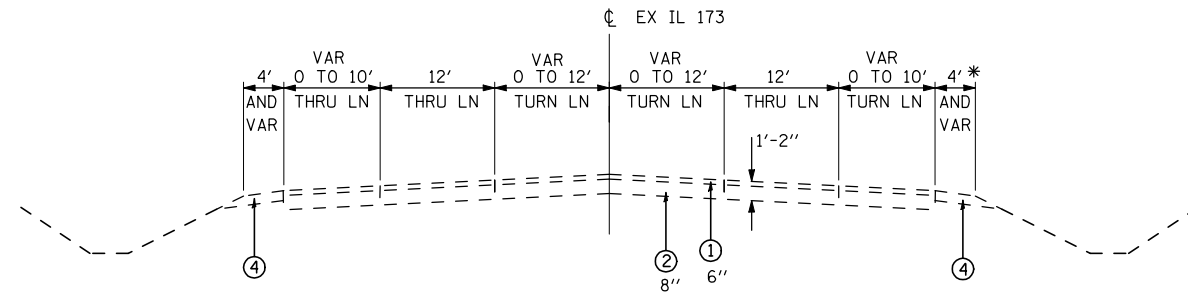 ℄ EX IL 173
VAR VAR VAR VAR
4' 0 TO 10' 12' 0 TO 12' 0 TO 12' 12' 0 TO 10' 4' *
AND THRU LN THRU LN TURN LN TURN LN THRU LN TURN LN AND
VAR VAR
1'-2"
4 2 1 4
8" 6"